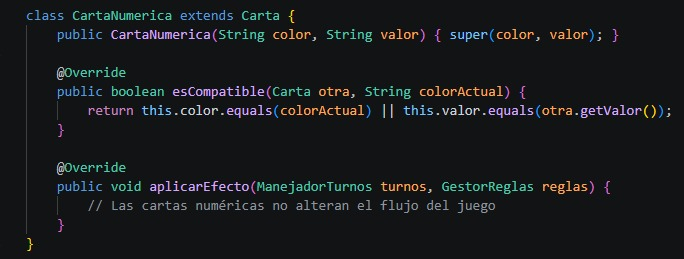 class CartaNumerica extends Carta {
    public CartaNumerica(String color, String valor) { super(color, valor); }

    @Override
    public boolean esCompatible(Carta otra, String colorActual) {
        return this.color.equals(colorActual) || this.valor.equals(otra.getValor());
    }

    @Override
    public void aplicarEfecto(ManejadorTurnos turnos, GestorReglas reglas) {
        // Las cartas numéricas no alteran el flujo del juego
    }
}